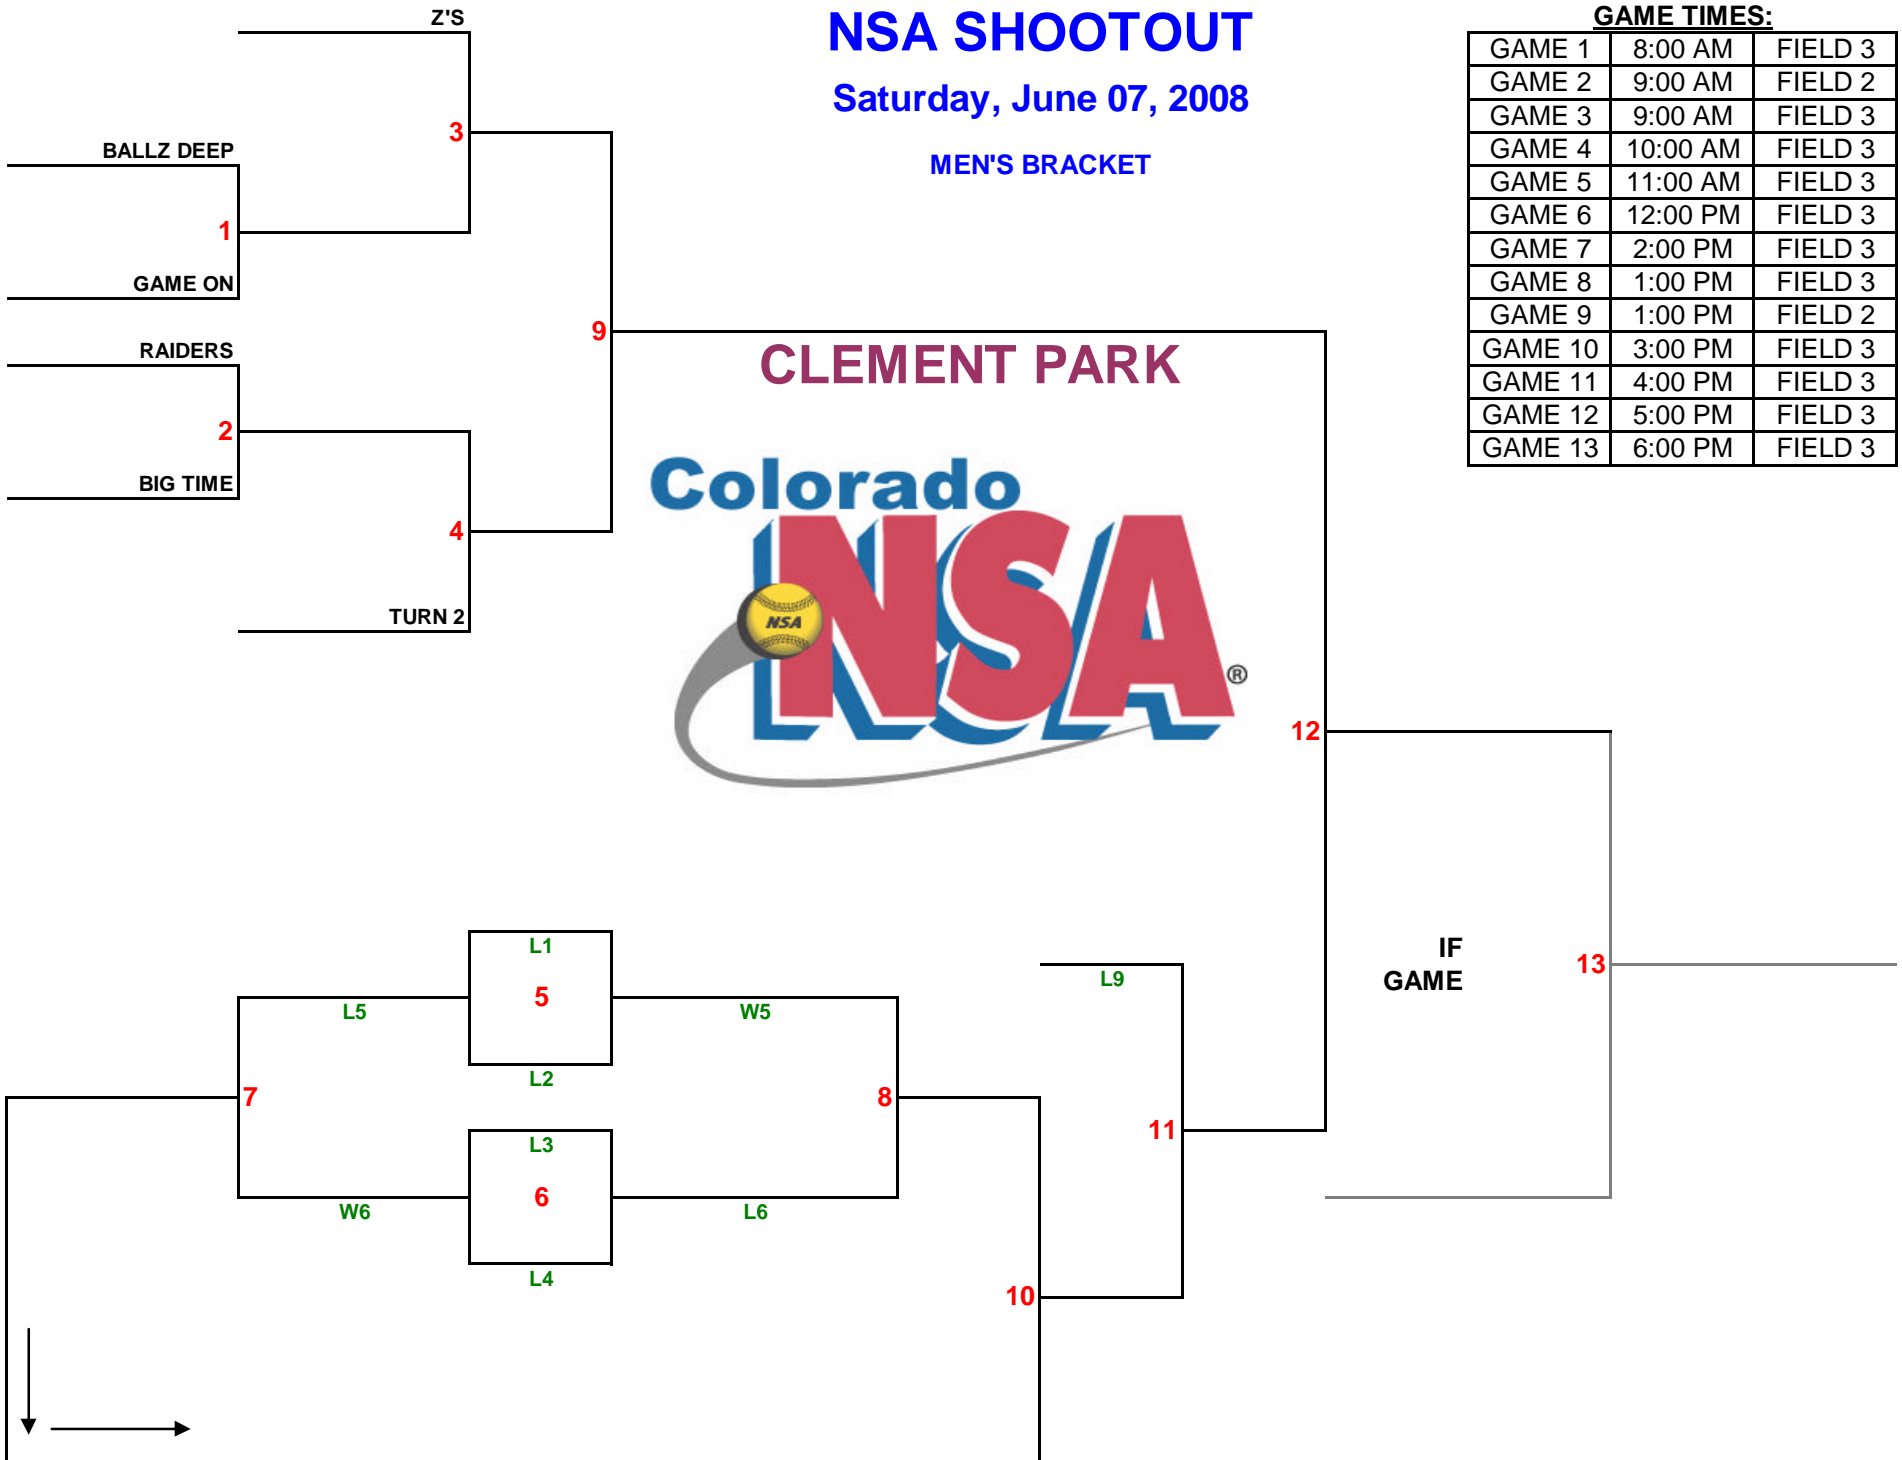 NSA SHOOTOUT
Saturday, June 07, 2008
MEN'S BRACKET
GAME TIMES:
GAME 1 8:00 AM FIELD 3
GAME 2 9:00 AM FIELD 2
GAME 3 9:00 AM FIELD 3
GAME 4 10:00 AM FIELD 3
GAME 5 11:00 AM FIELD 3
GAME 6 12:00 PM FIELD 3
GAME 7 2:00 PM FIELD 3
GAME 8 1:00 PM FIELD 3
GAME 9 1:00 PM FIELD 2
GAME 10 3:00 PM FIELD 3
GAME 11 4:00 PM FIELD 3
GAME 12 5:00 PM FIELD 3
GAME 13 6:00 PM FIELD 3
Z'S
3
BALLZ DEEP
1
GAME ON
9
RAIDERS
2
BIG TIME
4
TURN 2
CLEMENT PARK
Colorado
NSA
NSA
®
12
IF
GAME
13
L1
5
L2
L5
W5
7
8
L3
6
L4
W6
L6
L9
11
10